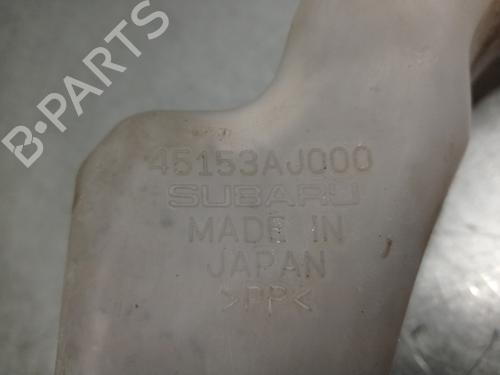 B-PARTS
45153AJ000
SUBARU
MADE IN
JAPAN
>PP<